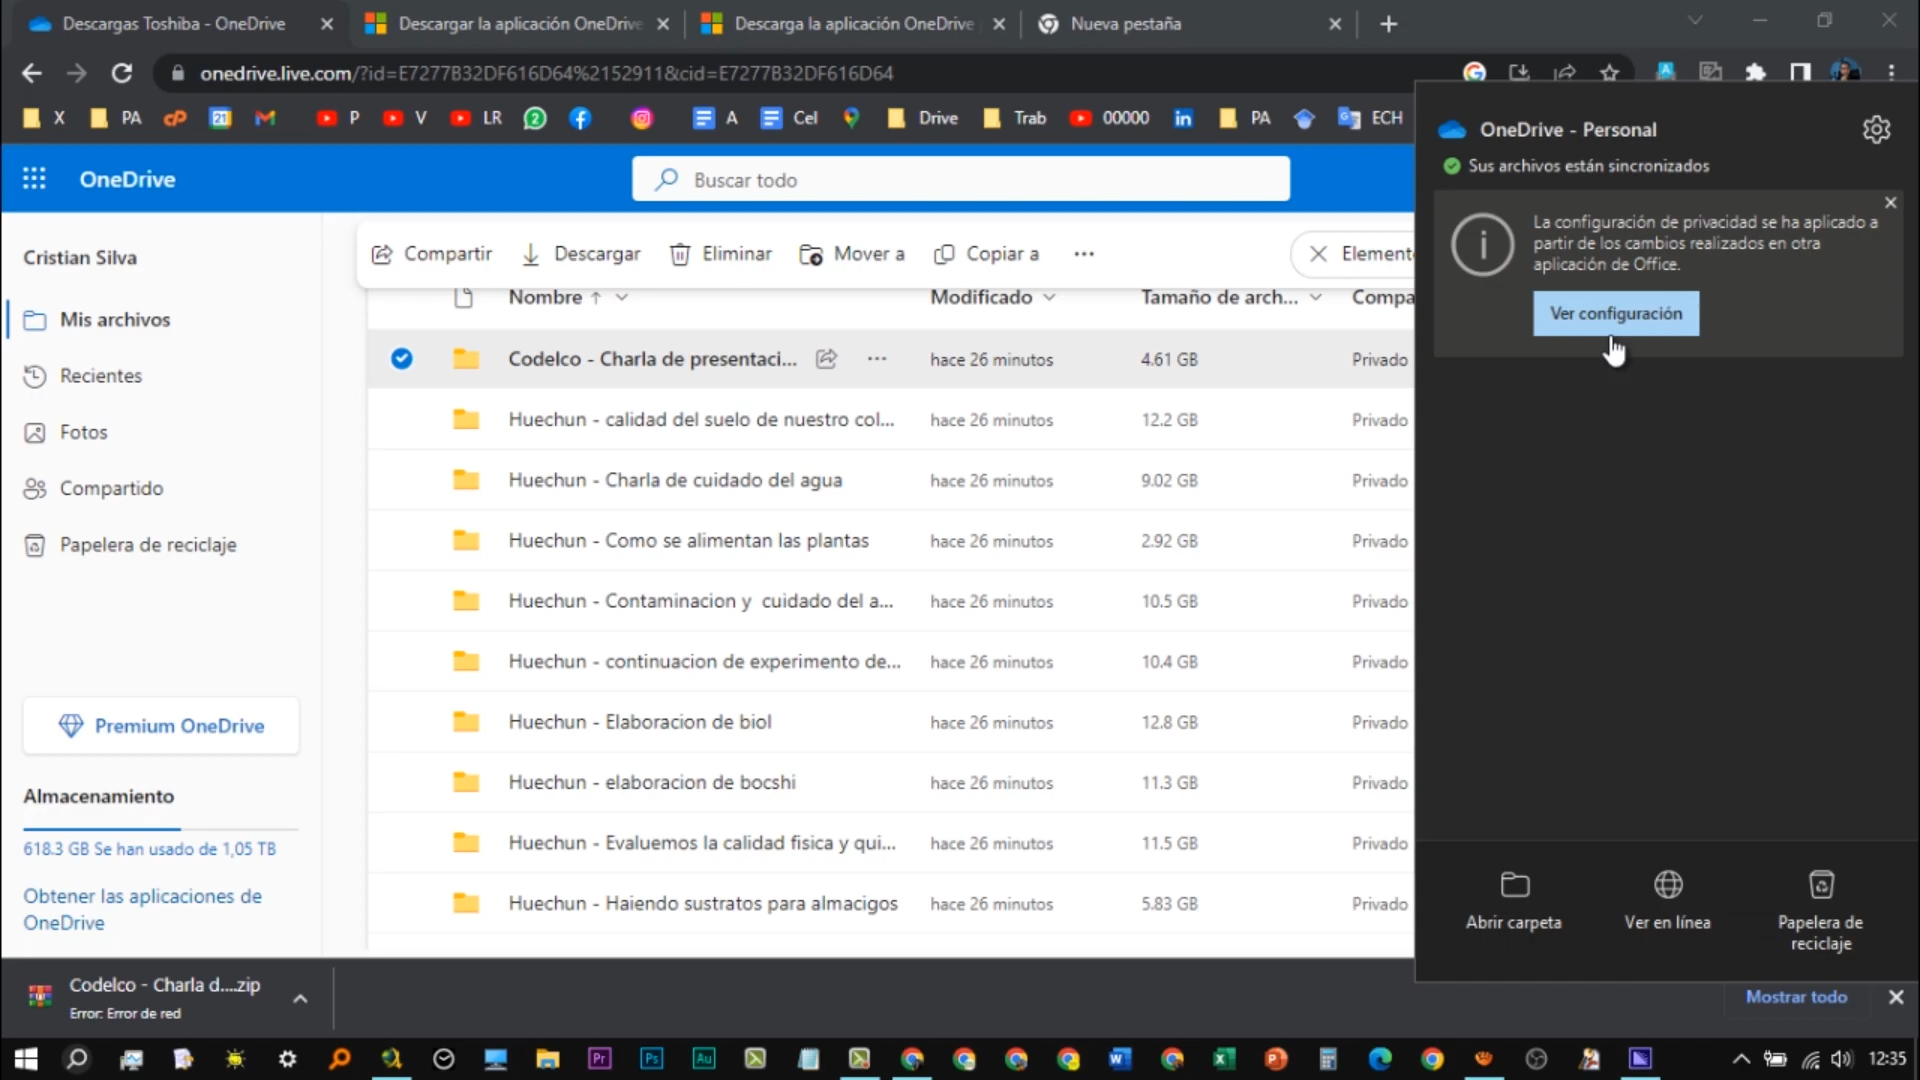 Descargas Toshiba - OneDrive
Descargar la aplicación OneDrive
Descarga la aplicación OneDrive
Nueva pestaña
onedrive.live.com/?id=E7277B32DF616D64%2152911&cid=E7277B32DF616D64
X
PA
21
P
V
LR
2
A
Cel
Drive
Trab
00000
in
PA
ECH
OneDrive
Buscar todo
Cristian Silva
Mis archivos
Recientes
Fotos
Compartido
Papelera de reciclaje
Premium OneDrive
Almacenamiento
618.3 GB Se han usado de 1,05 TB
Obtener las aplicaciones de
OneDrive
Compartir
Descargar
Eliminar
Mover a
Copiar a
Element
Nombre
Modificado
Tamaño de arch...
Compa
Codelco - Charla de presentaci... hace 26 minutos 4.61 GB Privado
Huechun - calidad del suelo de nuestro col... hace 26 minutos 12.2 GB Privado
Huechun - Charla de cuidado del agua hace 26 minutos 9.02 GB Privado
Huechun - Como se alimentan las plantas hace 26 minutos 2.92 GB Privado
Huechun - Contaminacion y cuidado del a... hace 26 minutos 10.5 GB Privado
Huechun - continuacion de experimento de... hace 26 minutos 10.4 GB Privado
Huechun - Elaboracion de biol hace 26 minutos 12.8 GB Privado
Huechun - elaboracion de bocshi hace 26 minutos 11.3 GB Privado
Huechun - Evaluemos la calidad fisica y qui... hace 26 minutos 11.5 GB Privado
Huechun - Haiendo sustratos para almacigos hace 26 minutos 5.83 GB Privado
OneDrive - Personal
Sus archivos están sincronizados
La configuración de privacidad se ha aplicado a
partir de los cambios realizados en otra
aplicación de Office.
Ver configuración
Abrir carpeta
Ver en línea
Papelera de
reciclaje
Codelco - Charla d....zip
Error: Error de red
Mostrar todo
Pr
Ps
Au
12:35